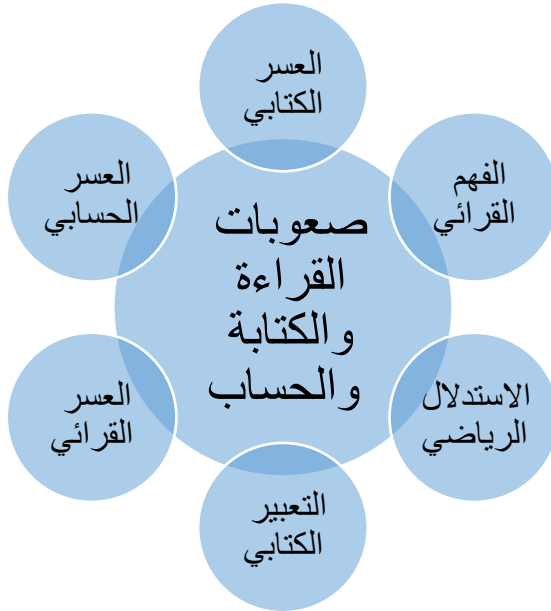 العسر
الكتابي
الفهم
القرائي
العسر
الحسابي
صعوبات
القراءة
والكتابة
والحساب
الاستدلال
الرياضي
العسر
القرائي
التعبير
الكتابي